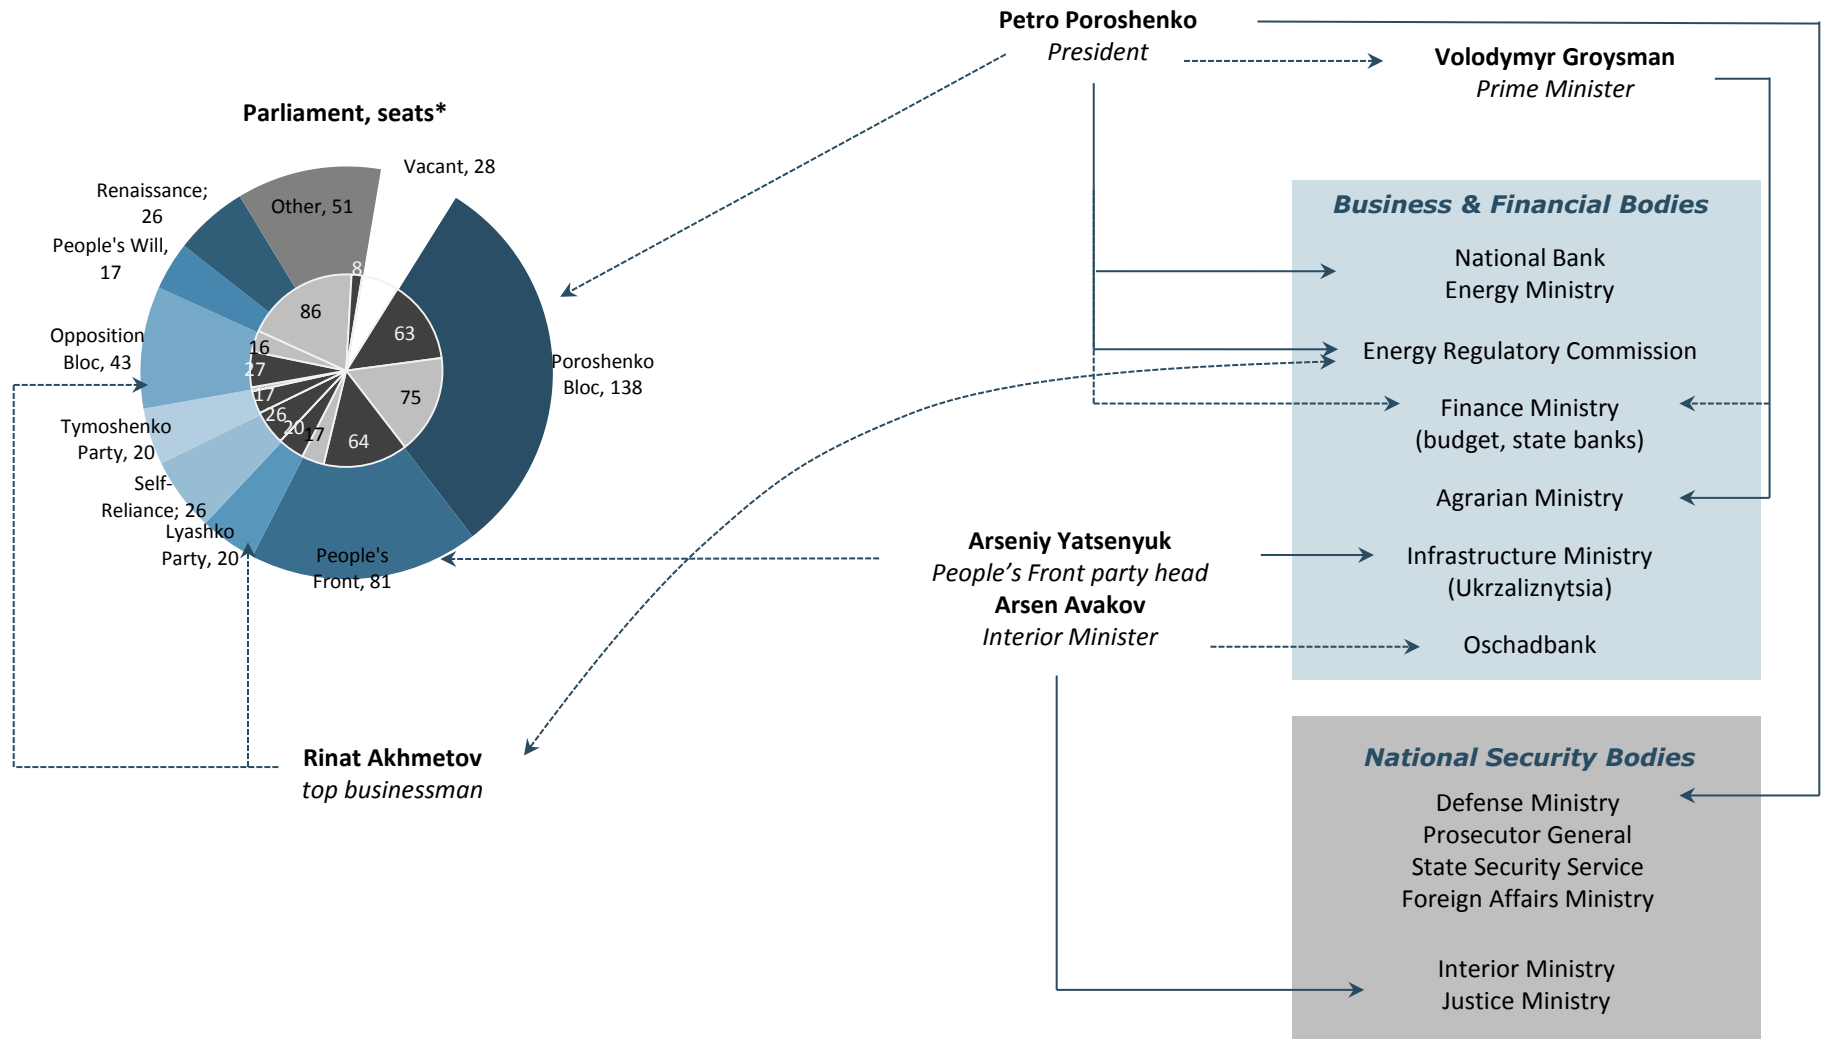 Petro Poroshenko
President
Volodymyr Groysman
Prime Minister
Parliament, seats*
Vacant, 28
Renaissance;
26
Other, 51
People's Will,
17
Opposition
Bloc, 43
Tymoshenko
Party, 20
Self-
Reliance; 26
Lyashko
Party, 20
People's
Front, 81
Poroshenko
Bloc, 138
8
63
75
64
17
20
26
17
27
16
86
Business & Financial Bodies
National Bank
Energy Ministry
Energy Regulatory Commission
Finance Ministry
(budget, state banks)
Agrarian Ministry
Infrastructure Ministry
(Ukrzaliznytsia)
Oschadbank
Arseniy Yatsenyuk
People’s Front party head
Arsen Avakov
Interior Minister
Rinat Akhmetov
top businessman
National Security Bodies
Defense Ministry
Prosecutor General
State Security Service
Foreign Affairs Ministry
Interior Ministry
Justice Ministry